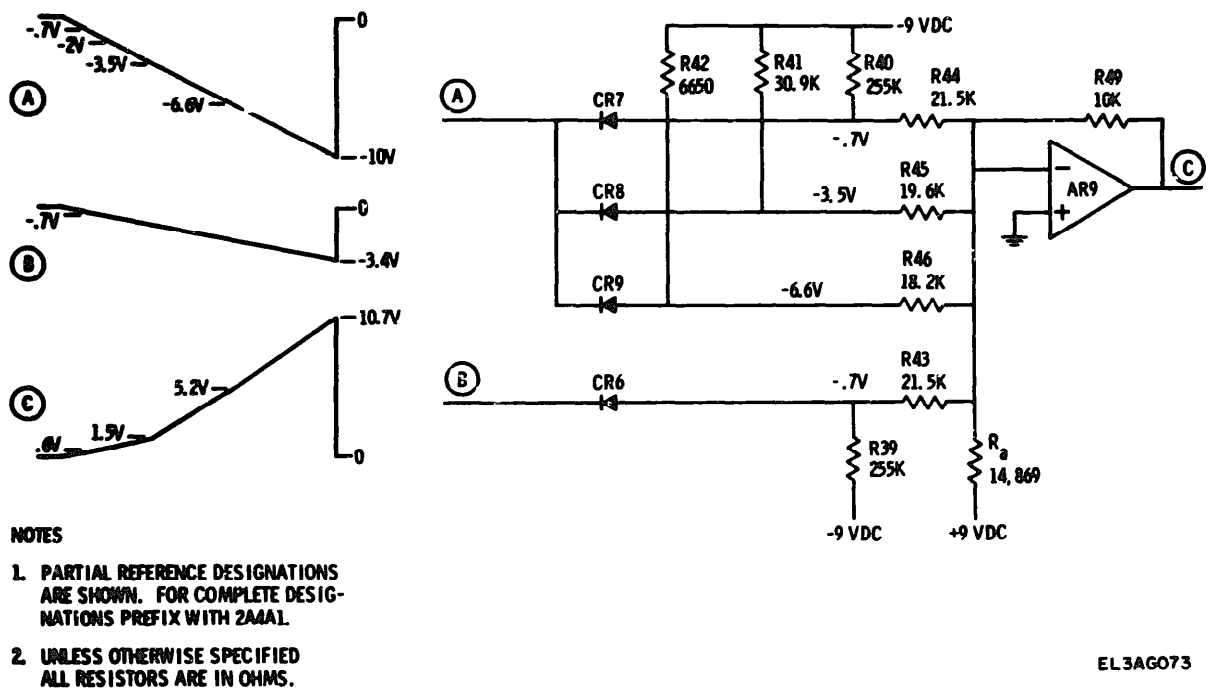 -.7V
-2V
-3.5V
-6.6V
0
-10V
A
-.7V
0
-3.4V
B
10.7V
5.2V
1.5V
.6V
0
C
-9 VDC
R42
6650
R41
30.9K
R40
255K
R44
21.5K
R49
10K
A
CR7
-.7V
R45
19.6K
CR8
-3.5V
-
+
AR9
C
R46
18.2K
CR9
-6.6V
R43
21.5K
B
CR6
-.7V
R39
255K
Ra
14,869
-9 VDC
+9 VDC
NOTES
1. PARTIAL REFERENCE DESIGNATIONS
ARE SHOWN. FOR COMPLETE DESIG-
NATIONS PREFIX WITH 2A4A1.
2. UNLESS OTHERWISE SPECIFIED
ALL RESISTORS ARE IN OHMS.
EL3AG073